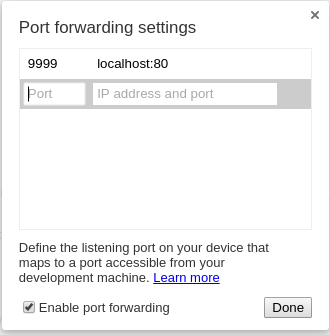 Port forwarding settings
9999 localhost:80
Port IP address and port
Define the listening port on your device that
maps to a port accessible from your
development machine. Learn more
Enable port forwarding Done